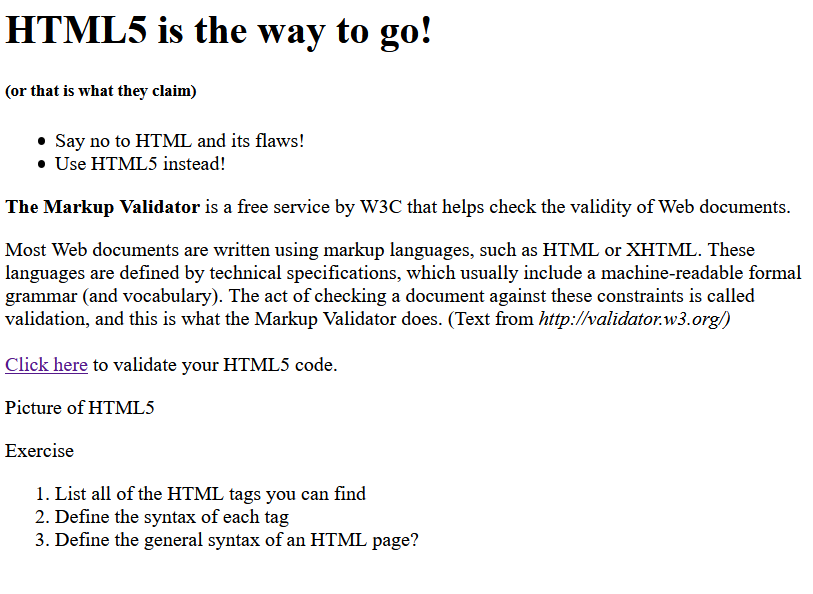 HTML5 is the way to go!
(or that is what they claim)
• Say no to HTML and its flaws!
• Use HTML5 instead!
The Markup Validator is a free service by W3C that helps check the validity of Web documents.
Most Web documents are written using markup languages, such as HTML or XHTML. These
languages are defined by technical specifications, which usually include a machine-readable formal
grammar (and vocabulary). The act of checking a document against these constraints is called
validation, and this is what the Markup Validator does. (Text from http://validator.w3.org/)
Click here to validate your HTML5 code.
Picture of HTML5
Exercise
1. List all of the HTML tags you can find
2. Define the syntax of each tag
3. Define the general syntax of an HTML page?